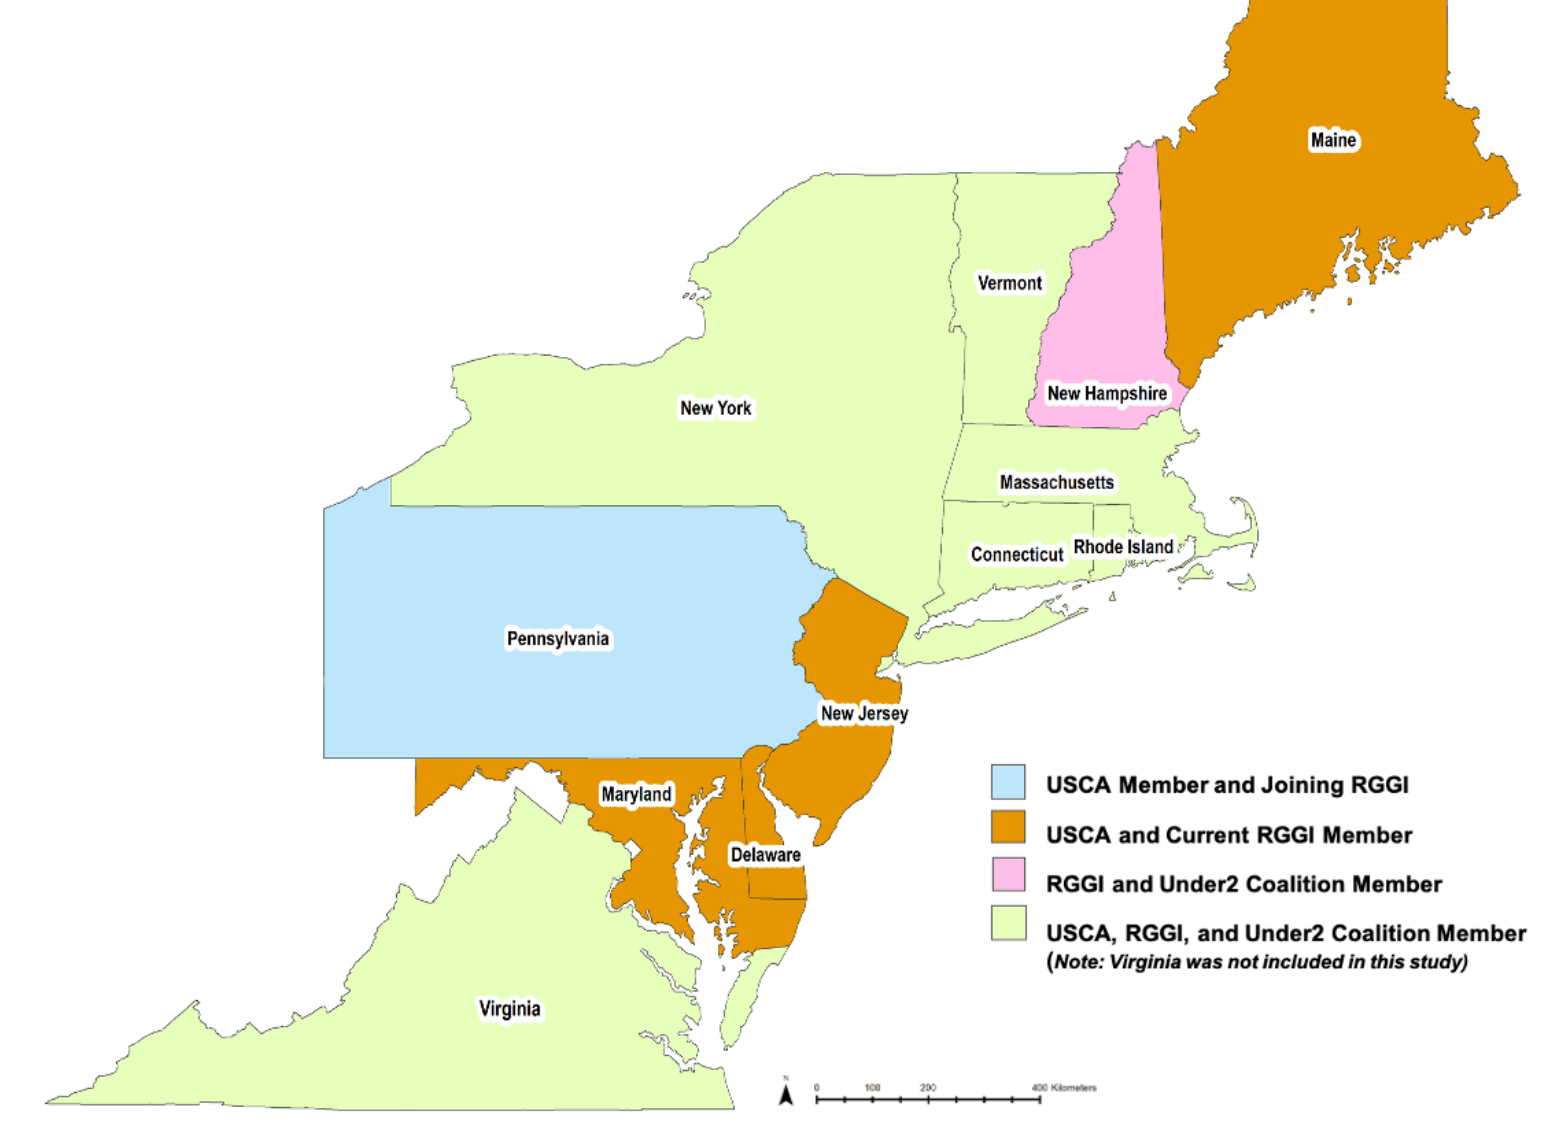 Maine
Vermont
New Hampshire
New York
Massachusetts
Connecticut
Rhode Island
Pennsylvania
New Jersey
Maryland
Delaware
Virginia
USCA Member and Joining RGGI
USCA and Current RGGI Member
RGGI and Under2 Coalition Member
USCA, RGGI, and Under2 Coalition Member
(Note: Virginia was not included in this study)
N
0 100 200 400 Kilometers